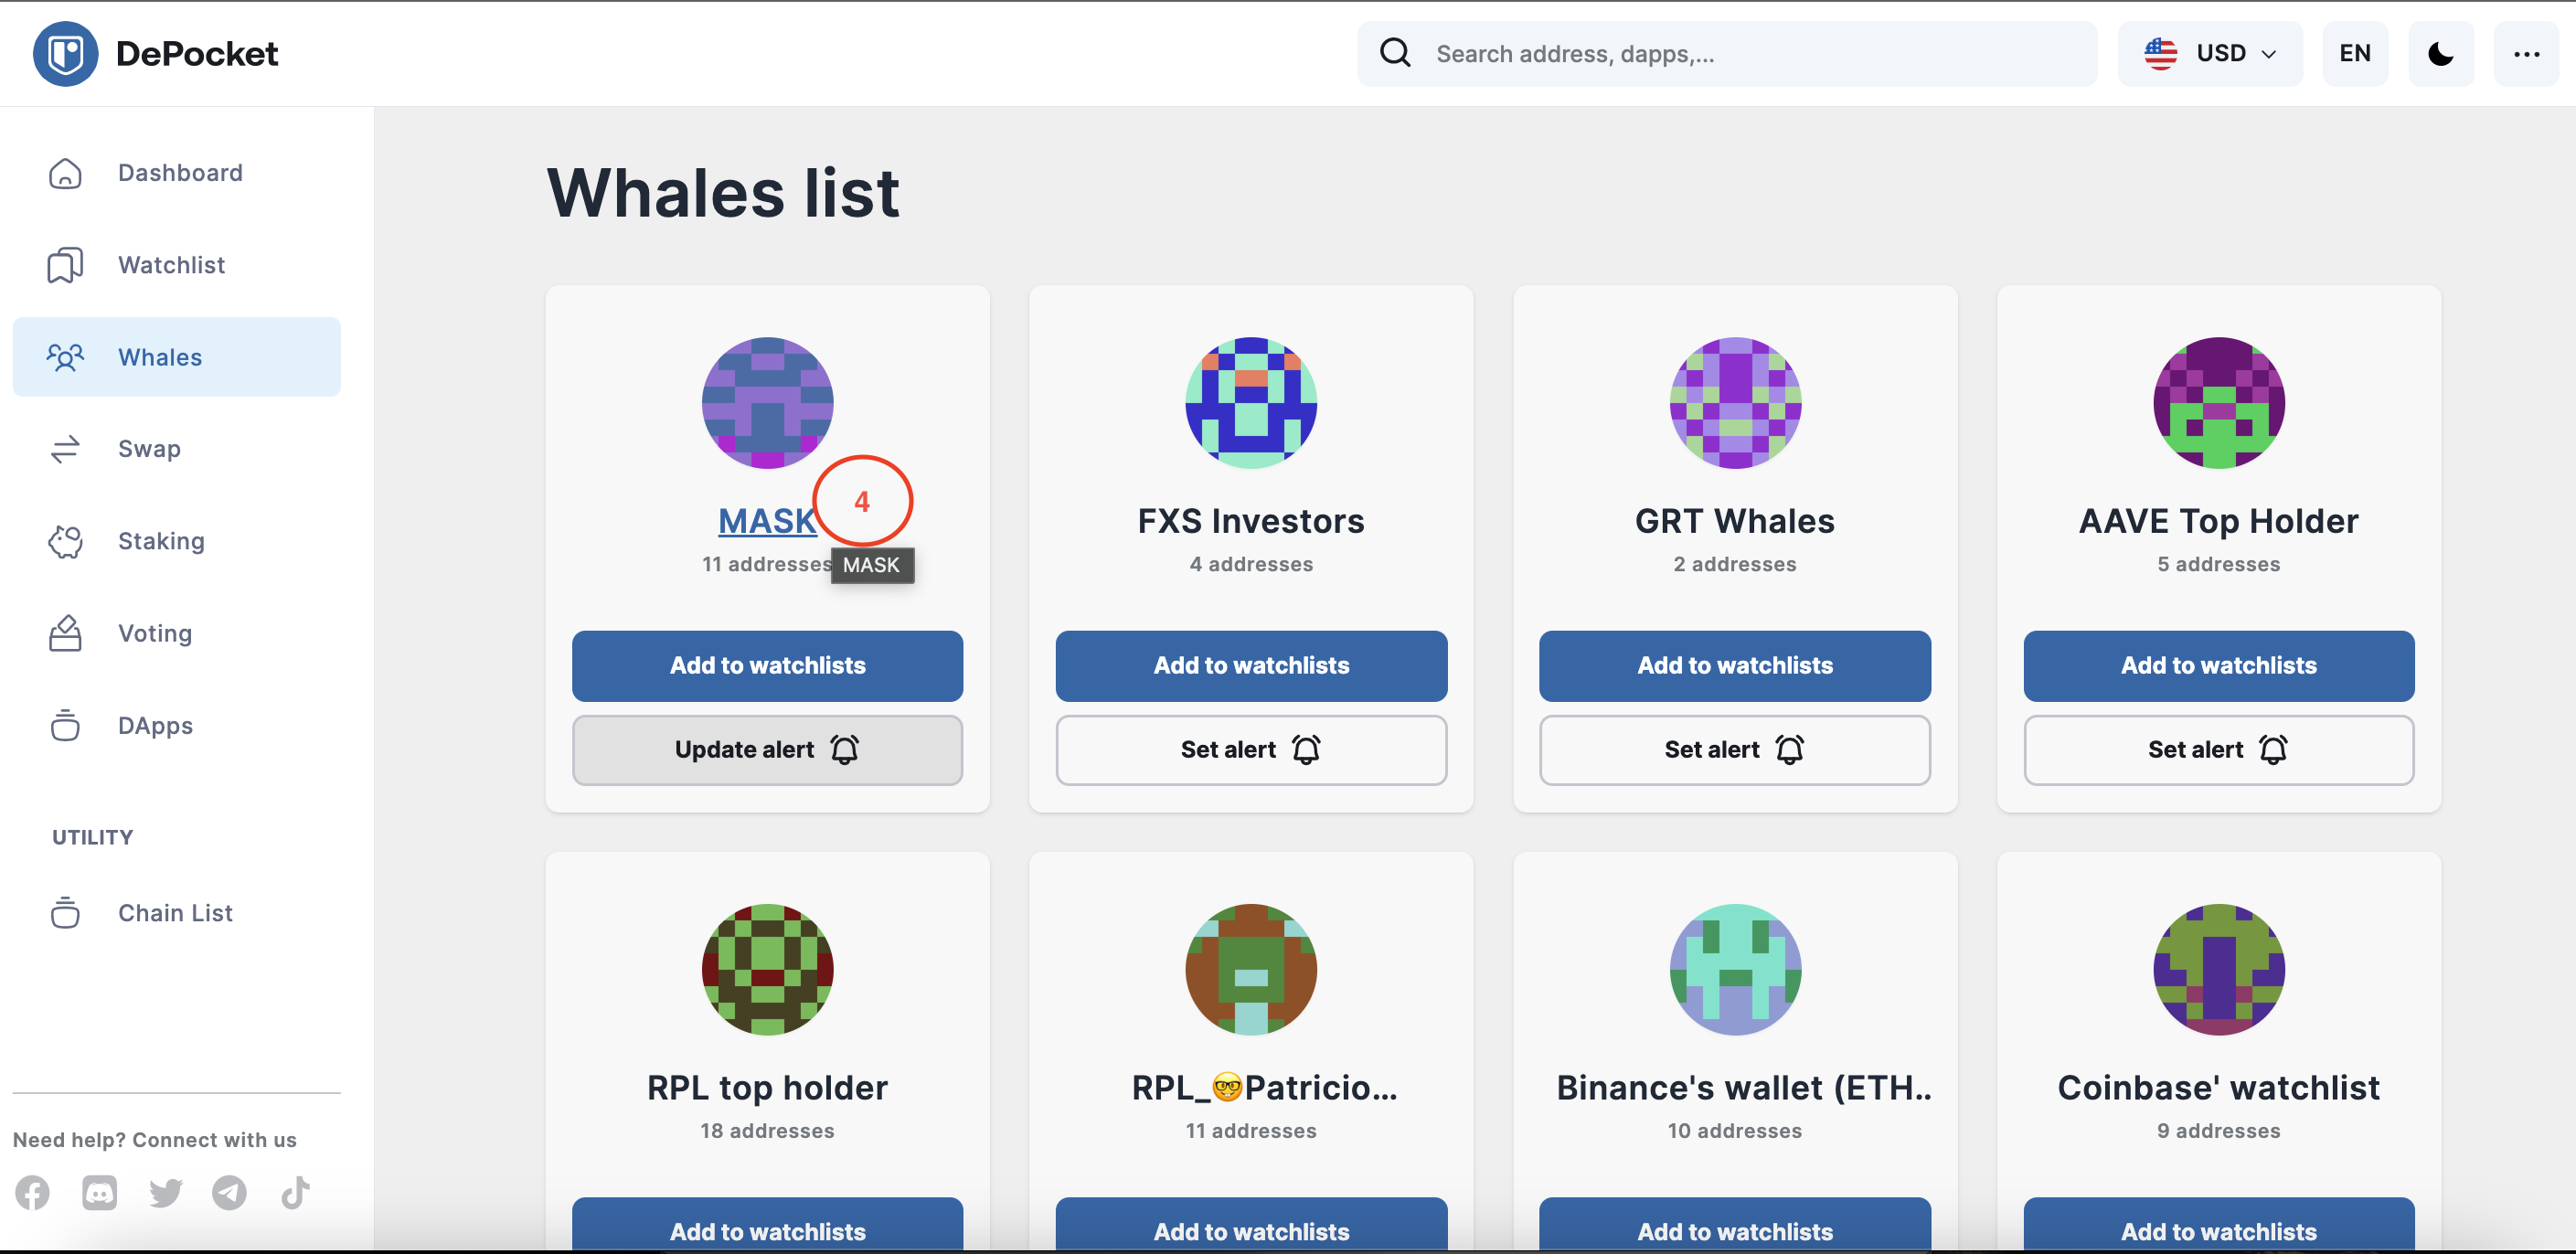 DePocket
Search address, dapps,...
USD
EN
Dashboard
Watchlist
Whales
Swap
Staking
Voting
DApps
UTILITY
Chain List
Need help? Connect with us
Whales list
MASK
4
11 addresses
MASK
Add to watchlists
Update alert
FXS Investors
4 addresses
Add to watchlists
Set alert
GRT Whales
2 addresses
Add to watchlists
Set alert
AAVE Top Holder
5 addresses
Add to watchlists
Set alert
RPL top holder
18 addresses
Add to watchlists
RPL_🤓Patricio...
11 addresses
Add to watchlists
Binance's wallet (ETH..
10 addresses
Add to watchlists
Coinbase' watchlist
9 addresses
Add to watchlists